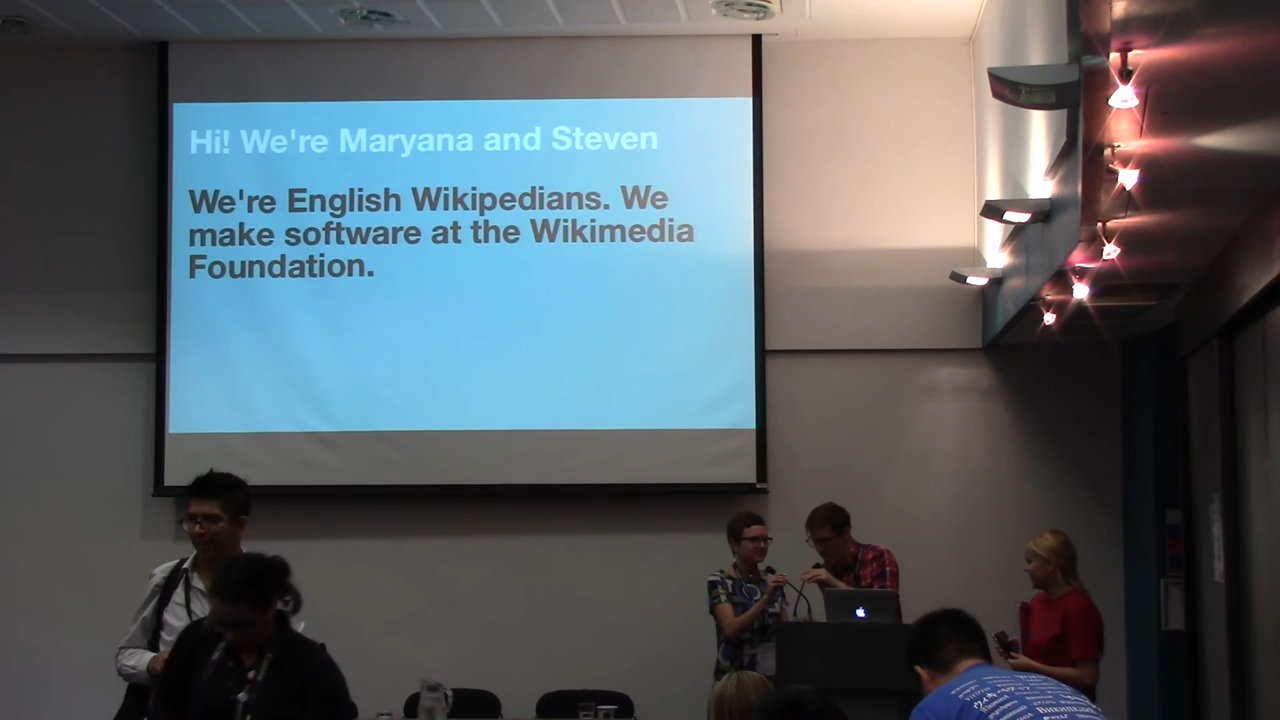 Hi! We're Maryana and Steven
We're English Wikipedians. We
make software at the Wikimedia
Foundation.